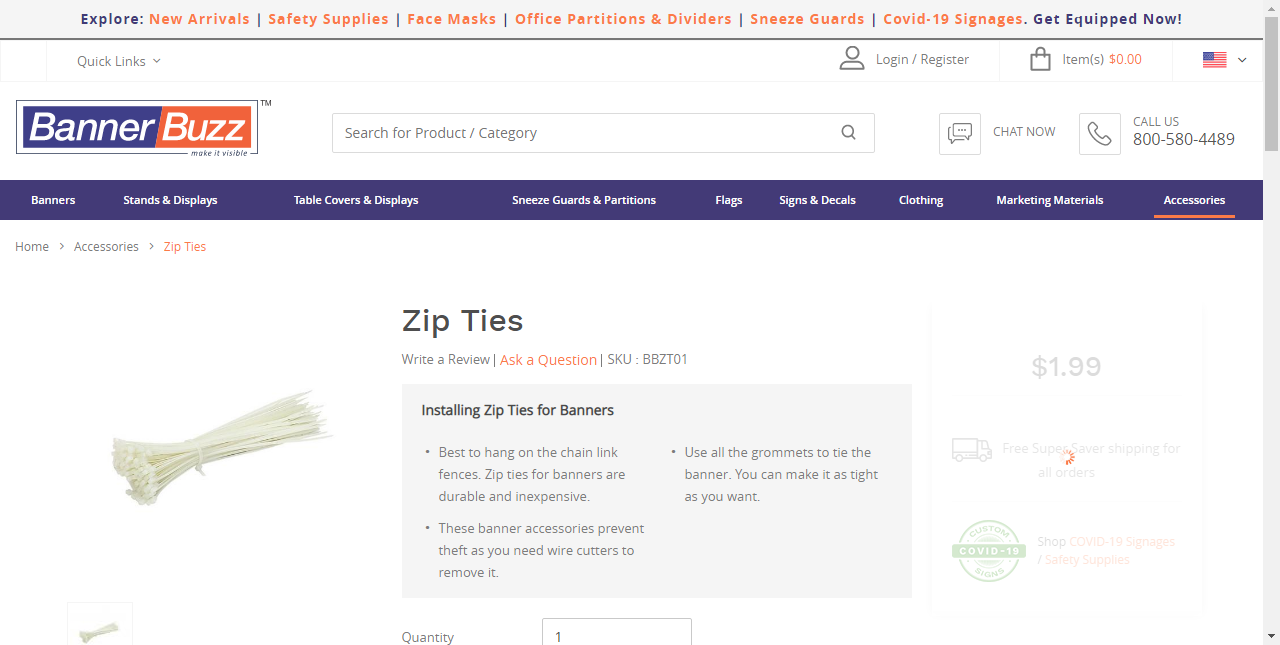 Explore: New Arrivals | Safety Supplies | Face Masks | Office Partitions & Dividers | Sneeze Guards | Covid-19 Signages. Get Equipped Now!
Quick Links
Login / Register
Item(s) $0.00
BannerBuzz TM
make it visible
Search for Product / Category
CHAT NOW
CALL US
800-580-4489
Banners Stands & Displays Table Covers & Displays Sneeze Guards & Partitions Flags Signs & Decals Clothing Marketing Materials Accessories
Home > Accessories > Zip Ties
Zip Ties
Write a Review | Ask a Question | SKU : BBZT01
Installing Zip Ties for Banners
• Best to hang on the chain link
fences. Zip ties for banners are
durable and inexpensive.
• These banner accessories prevent
theft as you need wire cutters to
remove it.
• Use all the grommets to tie the
banner. You can make it as tight
as you want.
Quantity 1
$1.99
Free Super Saver shipping for
all orders
CUSTOM
COVID-19
SIGNS
Shop COVID-19 Signages
/ Safety Supplies